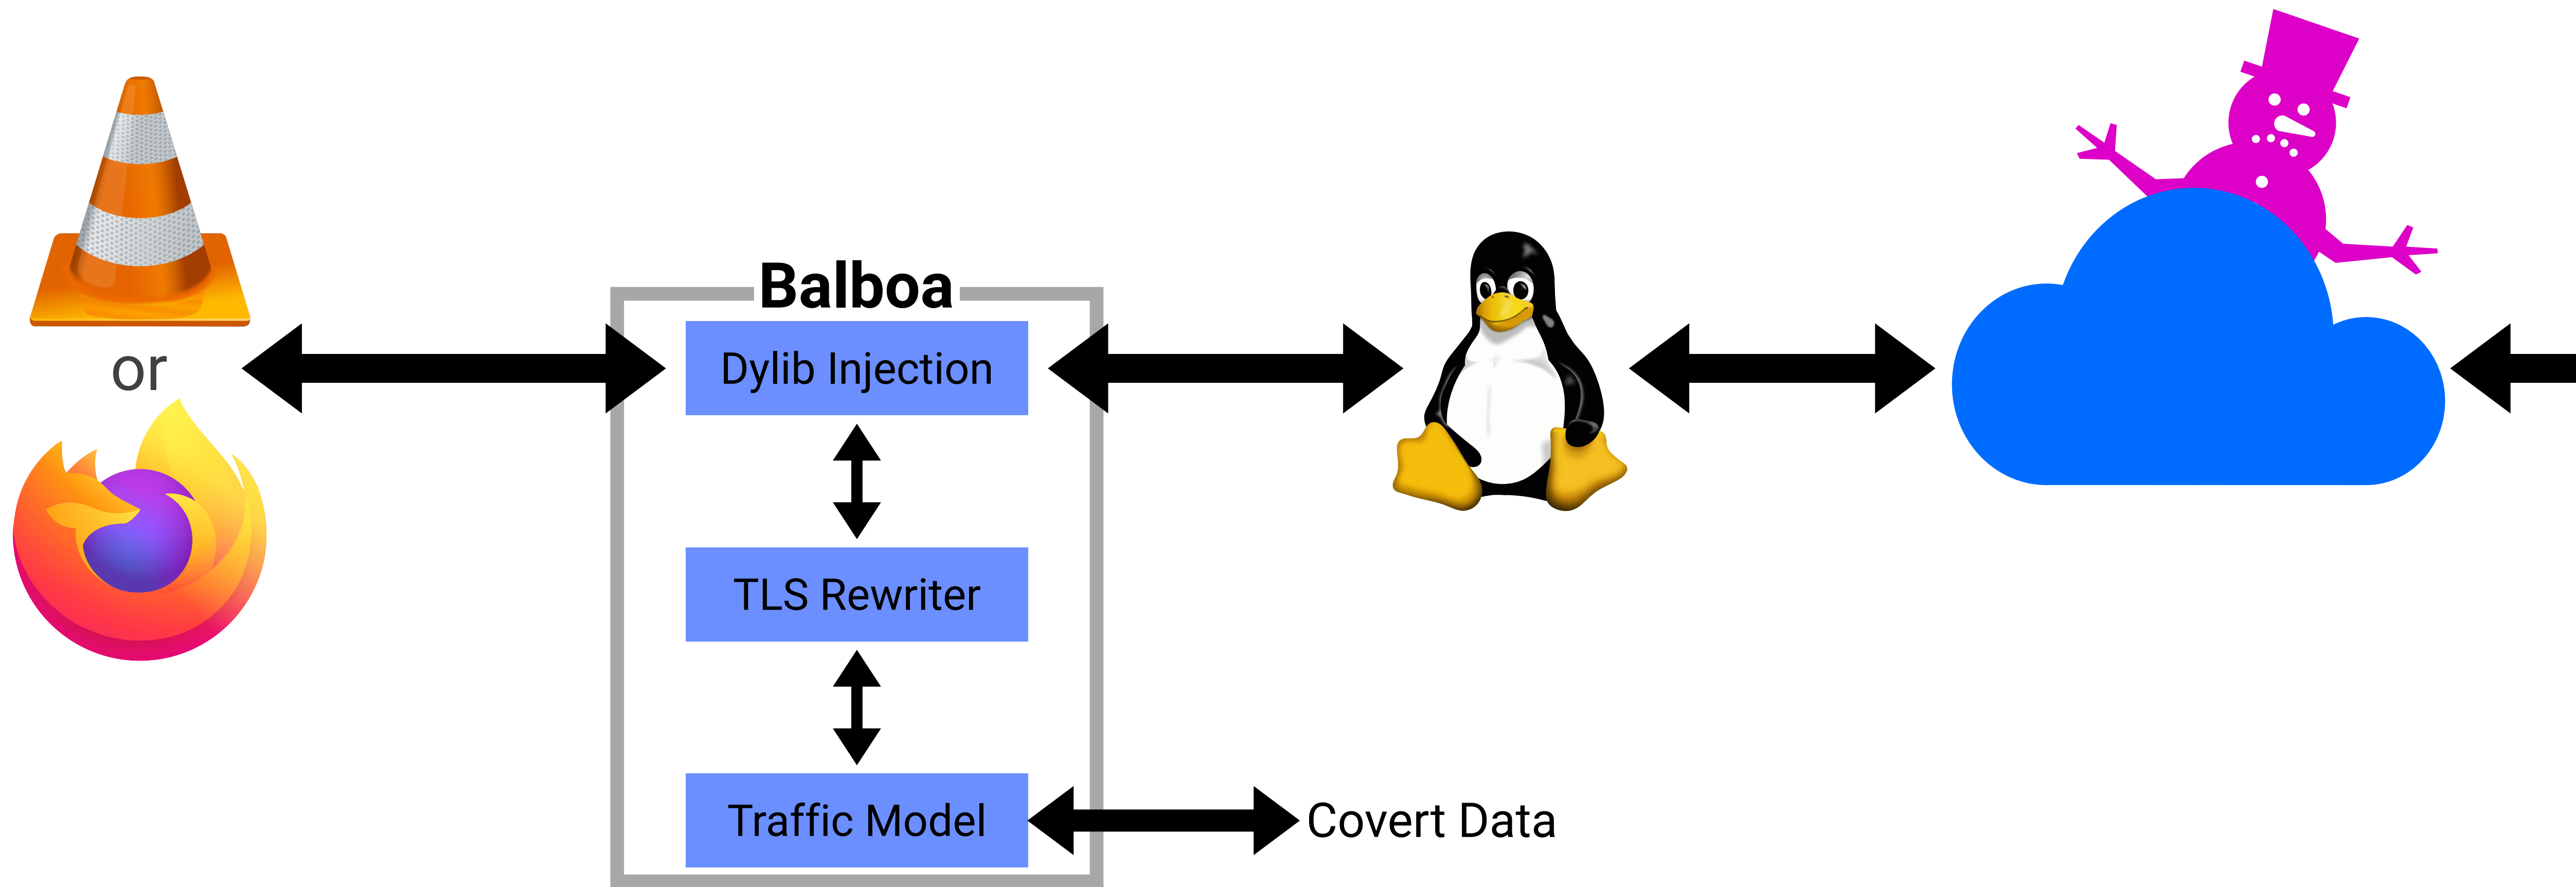 Balboa
or
Dylib Injection
TLS Rewriter
Traffic Model
Covert Data